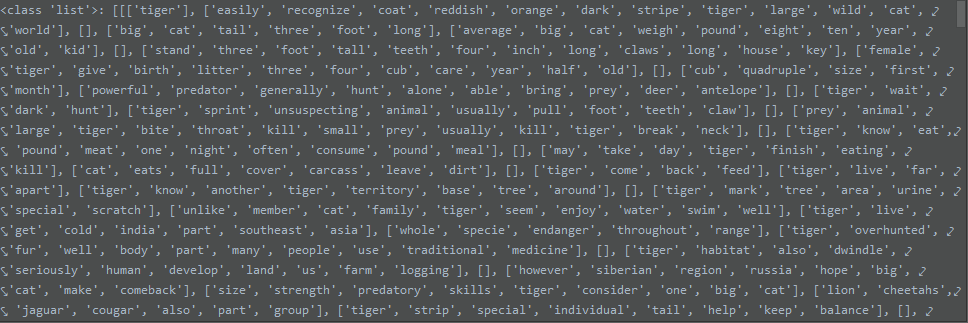 <class 'list'>: [[['tiger'], ['easily', 'recognize', 'coat', 'reddish', 'orange', 'dark', 'stripe', 'tiger', 'large', 'wild', 'cat',
'world'], [], ['big', 'cat', 'tail', 'three', 'foot', 'long'], ['average', 'big', 'cat', 'weigh', 'pound', 'eight', 'ten', 'year',
'old', 'kid'], [], ['stand', 'three', 'foot', 'tall', 'teeth', 'four', 'inch', 'long', 'claws', 'long', 'house', 'key'], ['female',
'tiger', 'give', 'birth', 'litter', 'three', 'four', 'cub', 'care', 'year', 'half', 'old'], [], ['cub', 'quadruple', 'size', 'first',
'month'], ['powerful', 'predator', 'generally', 'hunt', 'alone', 'able', 'bring', 'prey', 'deer', 'antelope'], [], ['tiger', 'wait',
'dark', 'hunt'], ['tiger', 'sprint', 'unsuspecting', 'animal', 'usually', 'pull', 'foot', 'teeth', 'claw'], [], ['prey', 'animal',
'large', 'tiger', 'bite', 'throat', 'kill', 'small', 'prey', 'usually', 'kill', 'tiger', 'break', 'neck'], [], ['tiger', 'know', 'eat',
'pound', 'meat', 'one', 'night', 'often', 'consume', 'pound', 'meal'], [], ['may', 'take', 'day', 'tiger', 'finish', 'eating',
'kill'], ['cat', 'eats', 'full', 'cover', 'carcass', 'leave', 'dirt'], [], ['tiger', 'come', 'back', 'feed'], ['tiger', 'live', 'far',
'apart'], ['tiger', 'know', 'another', 'tiger', 'territory', 'base', 'tree', 'around'], [], ['tiger', 'mark', 'tree', 'area', 'urine',
'special', 'scratch'], ['unlike', 'member', 'cat', 'family', 'tiger', 'seem', 'enjoy', 'water', 'swim', 'well'], ['tiger', 'live',
'get', 'cold', 'india', 'part', 'southeast', 'asia'], ['whole', 'specie', 'endanger', 'throughout', 'range'], ['tiger', 'overhunted',
'fur', 'well', 'body', 'part', 'many', 'people', 'use', 'traditional', 'medicine'], [], ['tiger', 'habitat', 'also', 'dwindle',
'seriously', 'human', 'develop', 'land', 'us', 'farm', 'logging'], [], ['however', 'siberian', 'region', 'russia', 'hope', 'big',
'cat', 'make', 'comeback'], ['size', 'strength', 'predatory', 'skills', 'tiger', 'consider', 'one', 'big', 'cat'], ['lion', 'cheetahs',
'jaguar', 'cougar', 'also', 'part', 'group'], ['tiger', 'strip', 'special', 'individual', 'tail', 'help', 'keep', 'balance'], [],